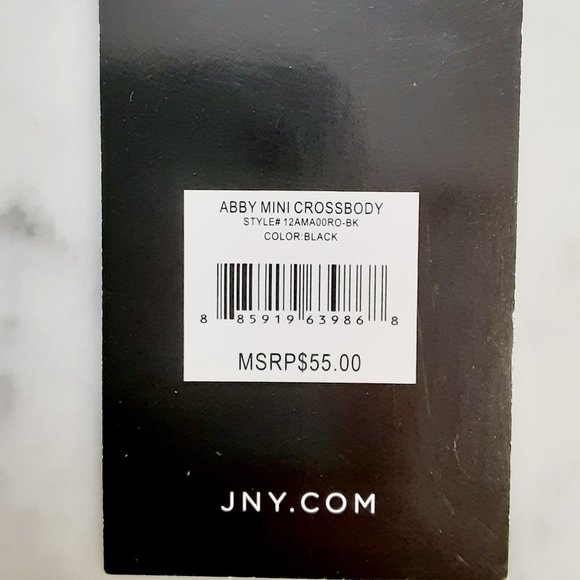 ABBY MINI CROSSBODY
STYLE# 12AMA00RO-BK
COLOR:BLACK
8 85919 63986 8
MSRP$55.00
JNY.COM